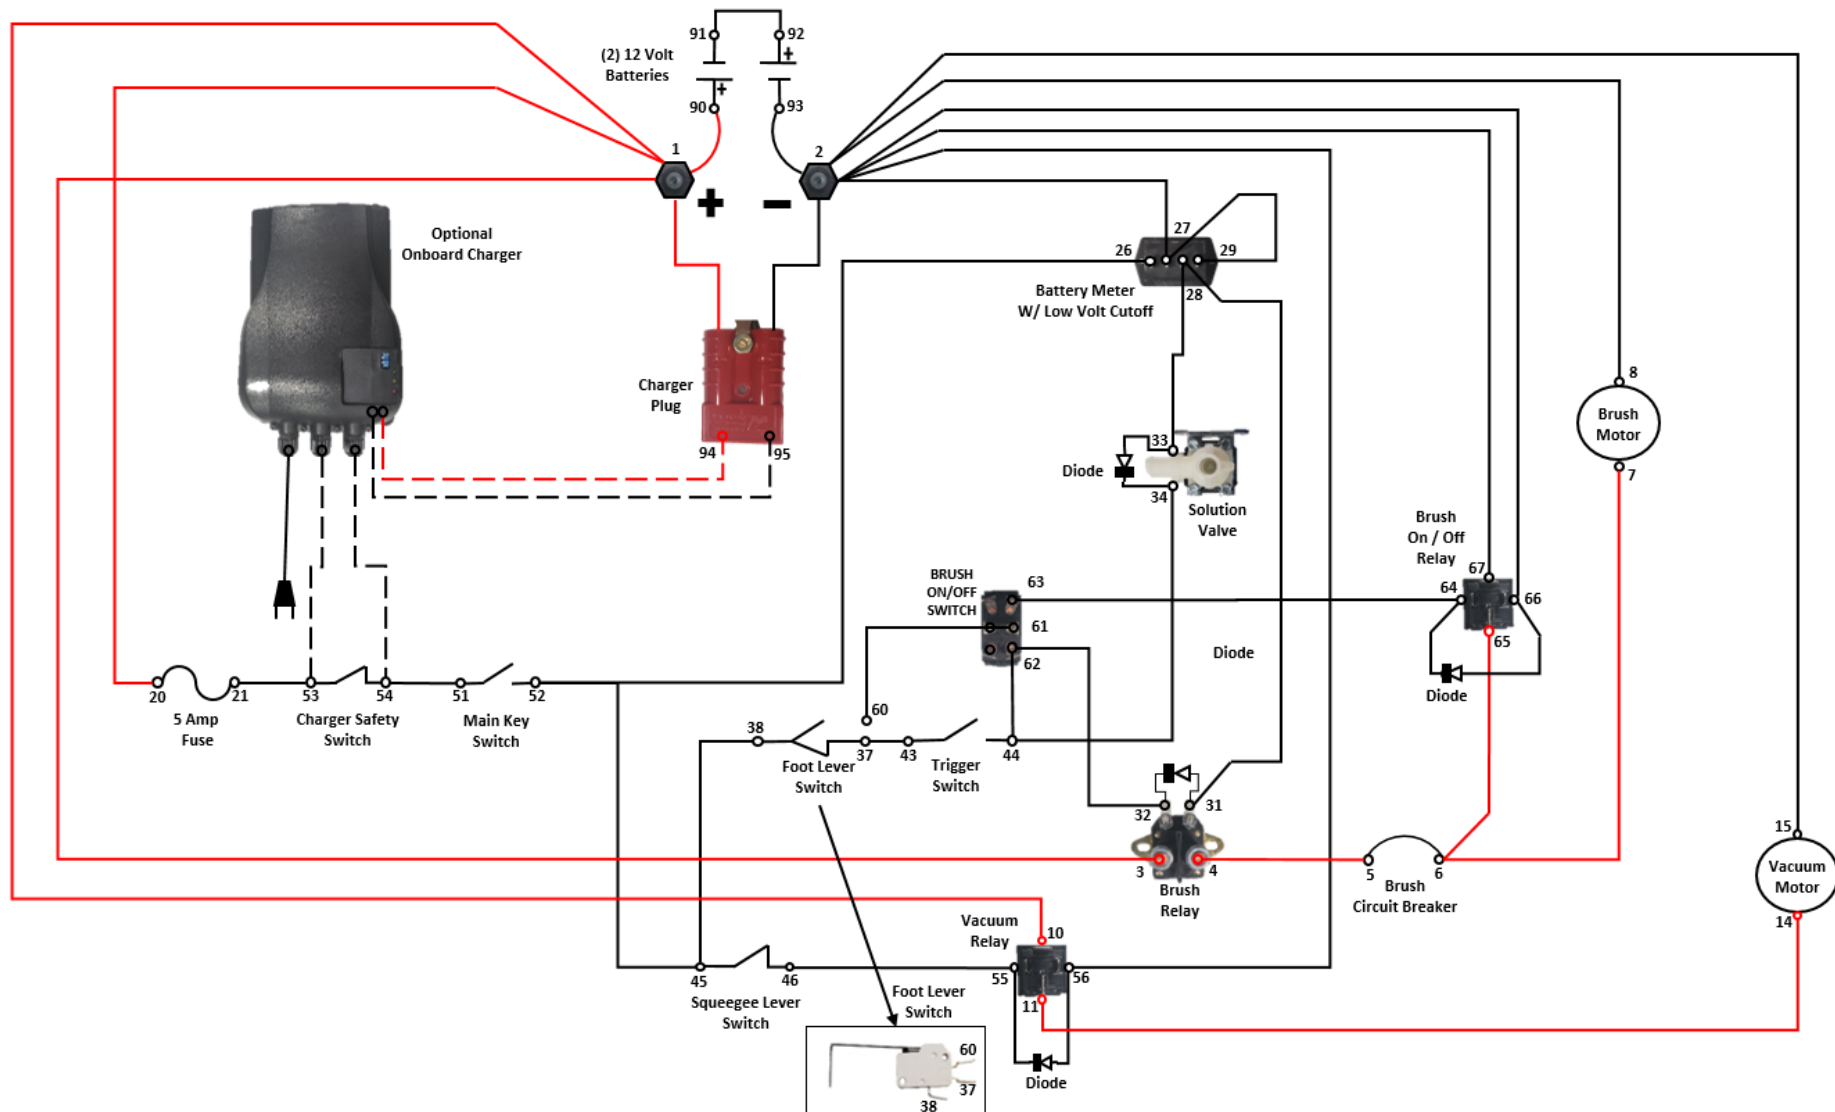 91
92
(2) 12 Volt
Batteries
+
+
90
93
1
2
+
−
Optional
Onboard Charger
27
26
29
28
Battery Meter
W/ Low Volt Cutoff
Charger
Plug
94
95
8
Brush
Motor
7
33
Diode
34
Solution
Valve
Brush
On / Off
Relay
67
64
66
65
Diode
BRUSH
ON/OFF
SWITCH
63
61
62
Diode
20
21
53
54
51
52
5 Amp
Fuse
Charger Safety
Switch
Main Key
Switch
60
38
37
43
44
Foot Lever
Switch
Trigger
Switch
32
31
3
4
Brush
Relay
5
6
Brush
Circuit Breaker
15
Vacuum
Motor
14
Vacuum
Relay
10
45
46
55
56
11
Squeegee Lever
Switch
Foot Lever
Switch
Diode
60
37
38